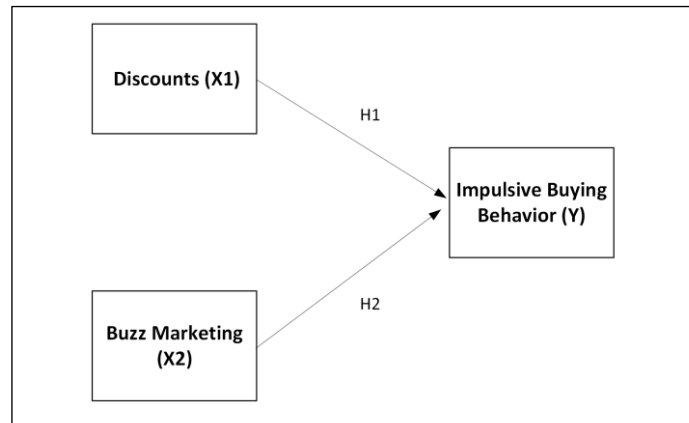 Discounts (X1)
H1
Impulsive Buying
Behavior (Y)
H2
Buzz Marketing
(X2)